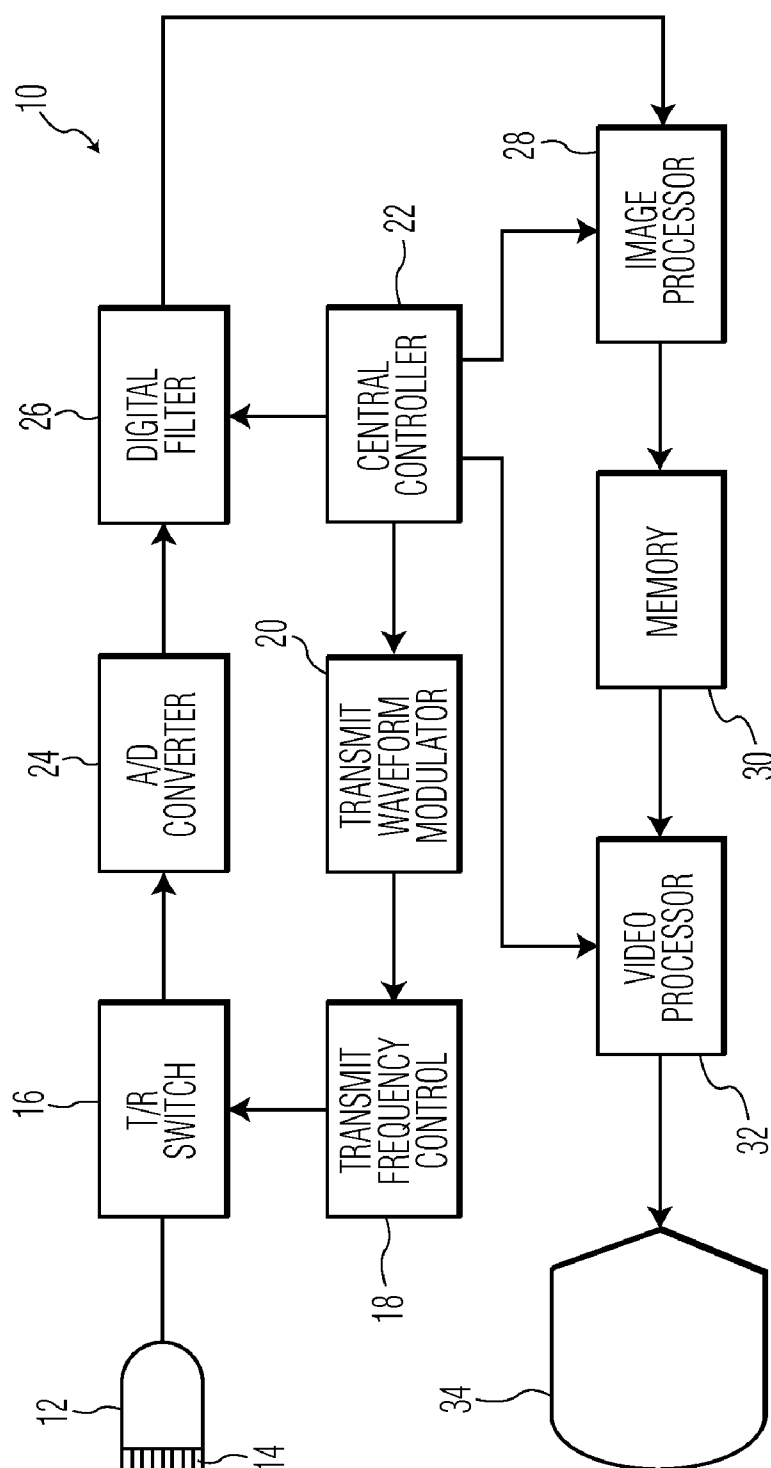 10
12
14
16
T/R
SWITCH
24
A/D
CONVERTER
26
DIGITAL
FILTER
18
TRANSMIT
FREQUENCY
CONTROL
20
TRANSMIT
WAVEFORM
MODULATOR
22
CENTRAL
CONTROLLER
34
32
VIDEO
PROCESSOR
30
MEMORY
28
IMAGE
PROCESSOR